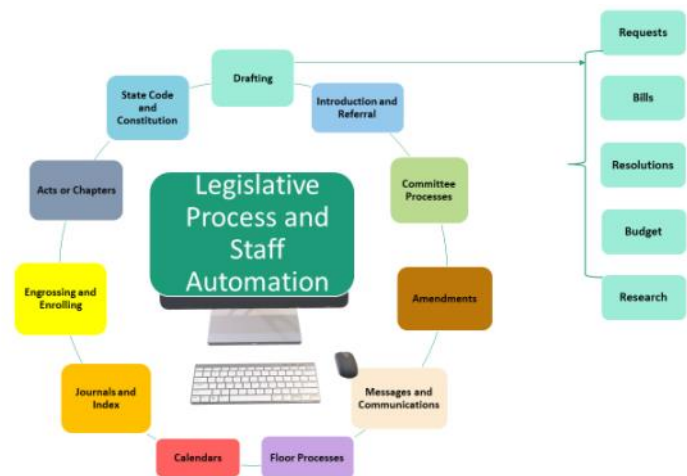 Drafting
Introduction and
Referral
Committee
Processes
Amendments
Messages and
Communications
Floor Processes
Calendars
Journals and
Index
Engrossing and
Enrolling
Acts or Chapters
State Code
and
Constitution
Legislative
Process and
Staff
Automation
Requests
Bills
Resolutions
Budget
Research